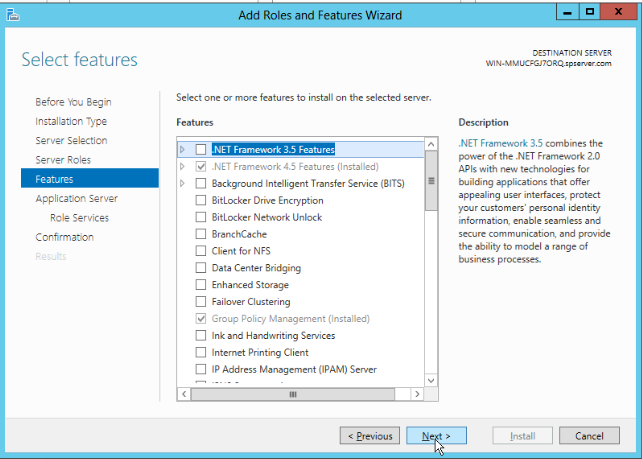 Add Roles and Features Wizard
Select features
DESTINATION SERVER
WIN-MMUCFGJ7ORQ.spserver.com
Before You Begin
Installation Type
Server Selection
Server Roles
Features
Application Server
Role Services
Confirmation
Results
Select one or more features to install on the selected server.
Features
.NET Framework 3.5 Features
.NET Framework 4.5 Features (Installed)
Background Intelligent Transfer Service (BITS)
BitLocker Drive Encryption
BitLocker Network Unlock
BranchCache
Client for NFS
Data Center Bridging
Enhanced Storage
Failover Clustering
Group Policy Management (Installed)
Ink and Handwriting Services
Internet Printing Client
IP Address Management (IPAM) Server
Description
.NET Framework 3.5 combines the
power of the .NET Framework 2.0
APIs with new technologies for
building applications that offer
appealing user interfaces, protect
your customers' personal identity
information, enable seamless and
secure communication, and provide
the ability to model a range of
business processes.
< Previous
Next >
Install
Cancel